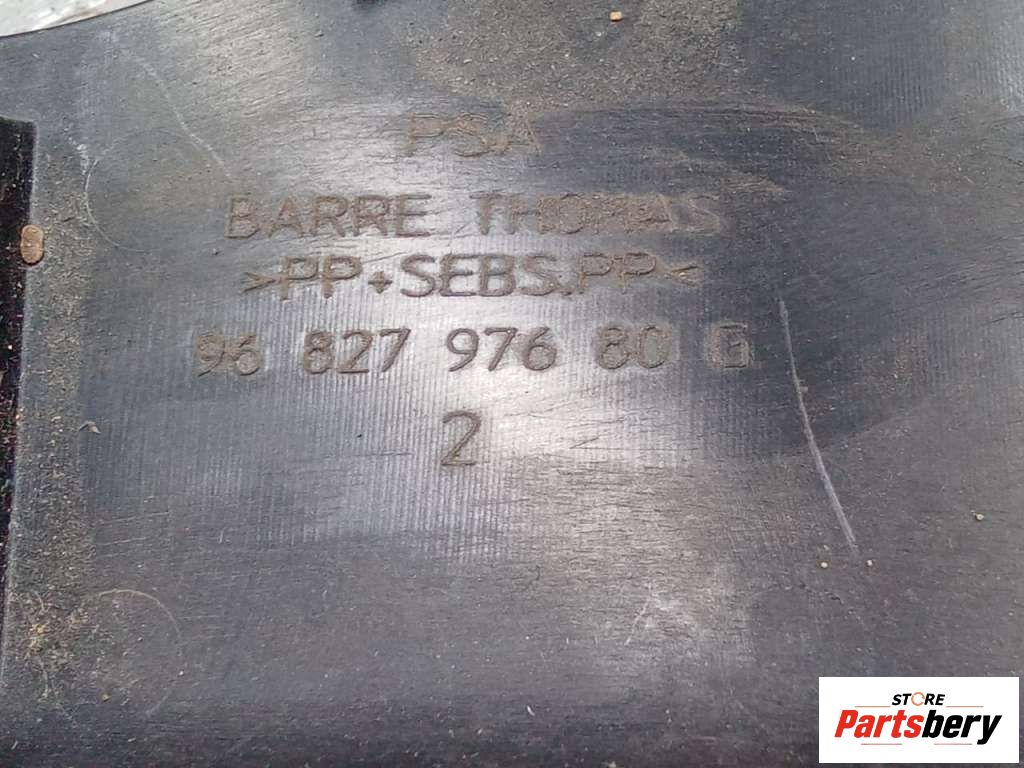 PSA
BARRE THOMAS
>PP+SEBS.PP<
96 827 976 80
2
STORE
Partsbery